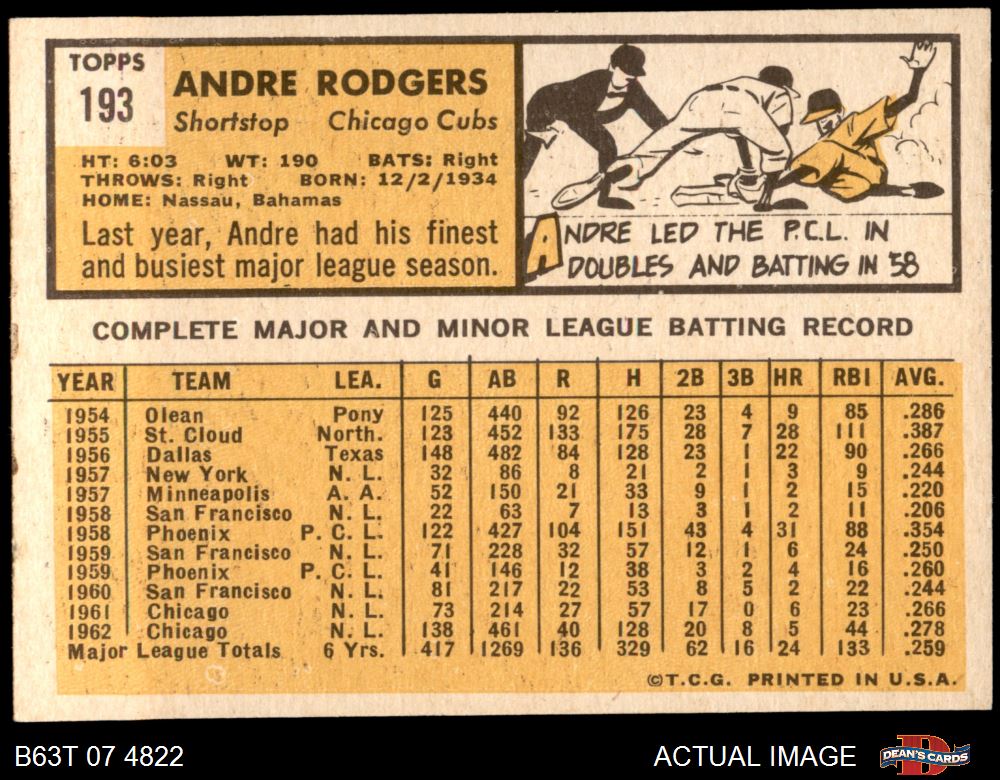 TOPPS
193
ANDRE RODGERS
Shortstop Chicago Cubs
HT: 6:03 WT: 190 BATS: Right
THROWS: Right BORN: 12/2/1934
HOME: Nassau, Bahamas
Last year, Andre had his finest
and busiest major league season.
ANDRE LED THE P.C.L. IN
DOUBLES AND BATTING IN '58
COMPLETE MAJOR AND MINOR LEAGUE BATTING RECORD
YEAR TEAM LEA. G AB R H 2B 3B HR RBI AVG.
1954 Olean Pony 125 440 92 126 23 4 9 85 .286
1955 St. Cloud North. 123 452 133 175 28 7 28 111 .387
1956 Dallas Texas 148 482 84 128 23 1 22 90 .266
1957 New York N. L. 32 86 8 21 2 1 3 9 .244
1957 Minneapolis A. A. 52 150 21 33 9 1 2 15 .220
1958 San Francisco N. L. 22 63 7 13 3 1 2 11 .206
1958 Phoenix P. C. L. 122 427 104 151 43 4 31 88 .354
1959 San Francisco N. L. 71 228 32 57 12 1 6 24 .250
1959 Phoenix P. C. L. 41 146 12 38 3 2 4 16 .260
1960 San Francisco N. L. 81 217 22 53 8 5 2 22 .244
1961 Chicago N. L. 73 214 27 57 17 0 6 23 .266
1962 Chicago N. L. 138 461 40 128 20 8 5 44 .278
Major League Totals 6 Yrs. 417 1269 136 329 62 16 24 133 .259
©T.C.G. PRINTED IN U.S.A.
B63T 07 4822 ACTUAL IMAGE DEAN'S CARDS